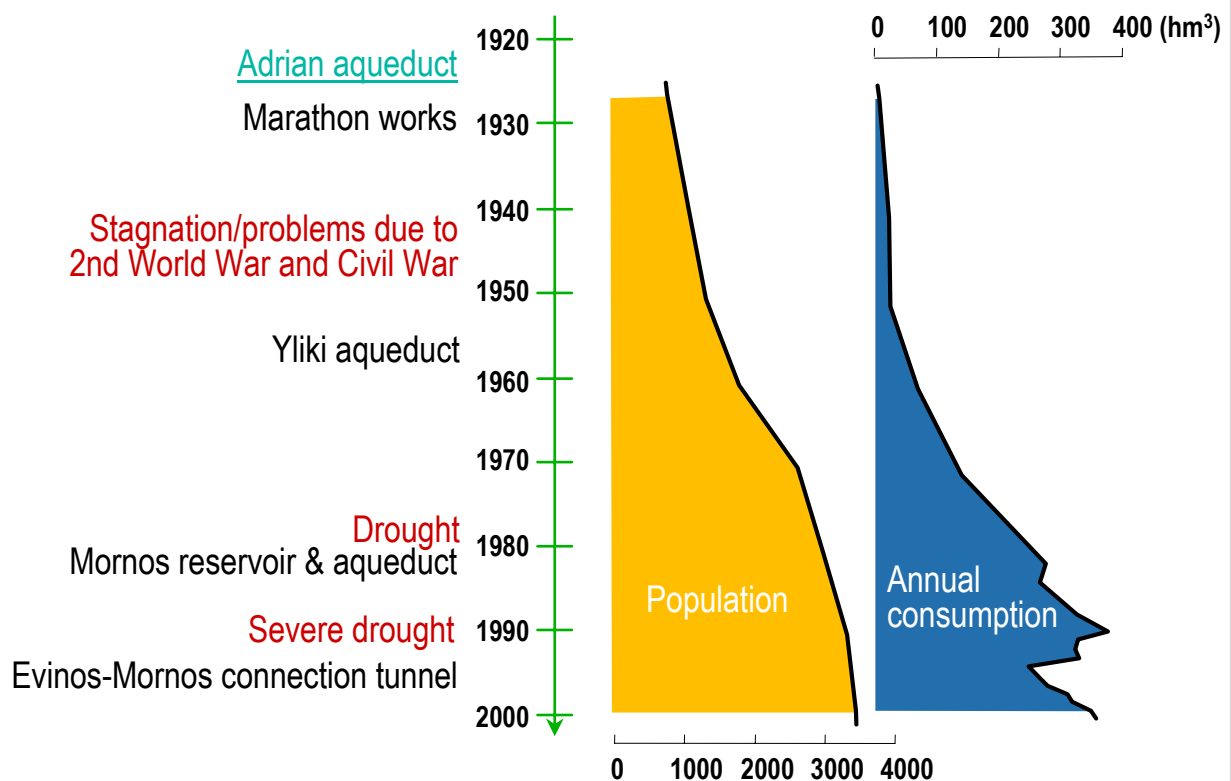 0 100 200 300 400 (hm³)
1920
Adrian aqueduct
Marathon works
1930
1940
Stagnation/problems due to
2nd World War and Civil War
1950
Yliki aqueduct
1960
1970
Drought
1980
Mornos reservoir & aqueduct
Population
Annual
consumption
Severe drought
1990
Evinos-Mornos connection tunnel
2000
0 1000 2000 3000 4000